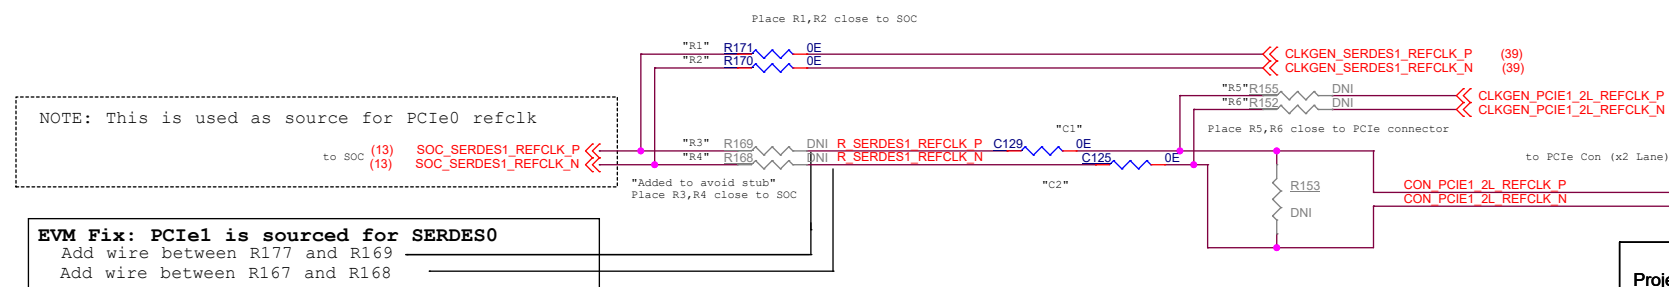 Place R1,R2 close to SOC
"R1" R171 0E CLKGEN_SERDES1_REFCLK_P (39)
"R2" R170 0E CLKGEN_SERDES1_REFCLK_N (39)
"R5" R155 DNI CLKGEN_PCIE1_2L_REFCLK_P
"R6" R152 DNI CLKGEN_PCIE1_2L_REFCLK_N
NOTE: This is used as source for PCIe0 refclk
Place R5,R6 close to PCIe connector
"C1"
to SOC (13) SOC_SERDES1_REFCLK_P "R3" R169 DNI R_SERDES1_REFCLK_P C129 0E
(13) SOC_SERDES1_REFCLK_N "R4" R168 DNI R_SERDES1_REFCLK_N C125 0E
to PCIe Con (x2 Lane)
"Added to avoid stub"
Place R3,R4 close to SOC
"C2"
R153
DNI
CON_PCIE1_2L_REFCLK_P
CON_PCIE1_2L_REFCLK_N
EVM Fix: PCIe1 is sourced for SERDES0
Add wire between R177 and R169
Add wire between R167 and R168
Proje